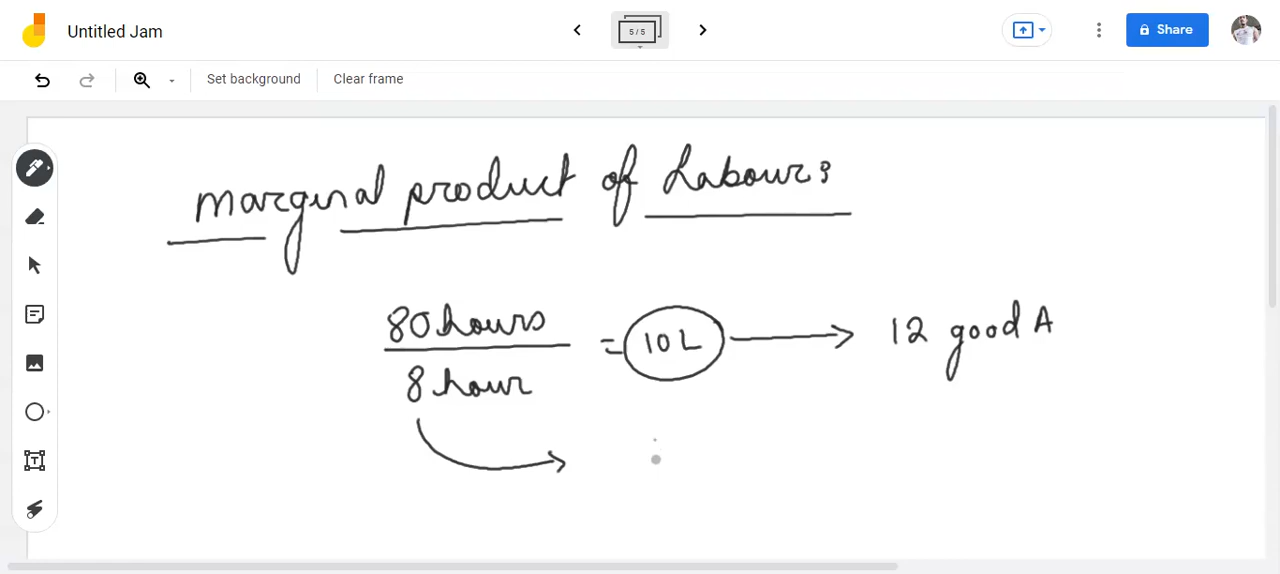 Untitled Jam
5 / 5
Share
Set background
Clear frame
marginal product of Labour:
80 hours
8 hour
= 10 L → 12 good A